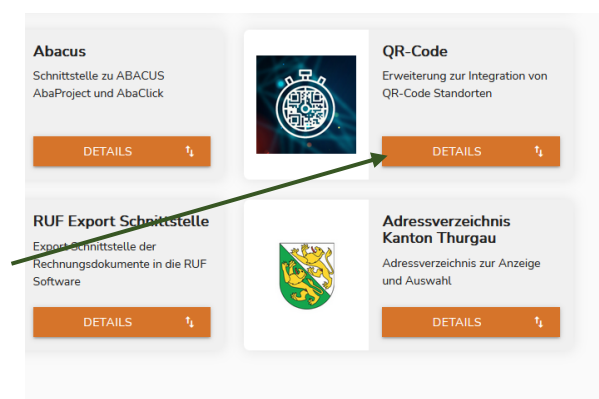 Abacus
Schnittstelle zu ABACUS
AbaProject und AbaClick
DETAILS
QR-Code
Erweiterung zur Integration von
QR-Code Standorten
DETAILS
RUF Export Schnittstelle
Export Schnittstelle der
Rechnungsdokumente in die RUF
Software
DETAILS
Adressverzeichnis
Kanton Thurgau
Adressverzeichnis zur Anzeige
und Auswahl
DETAILS